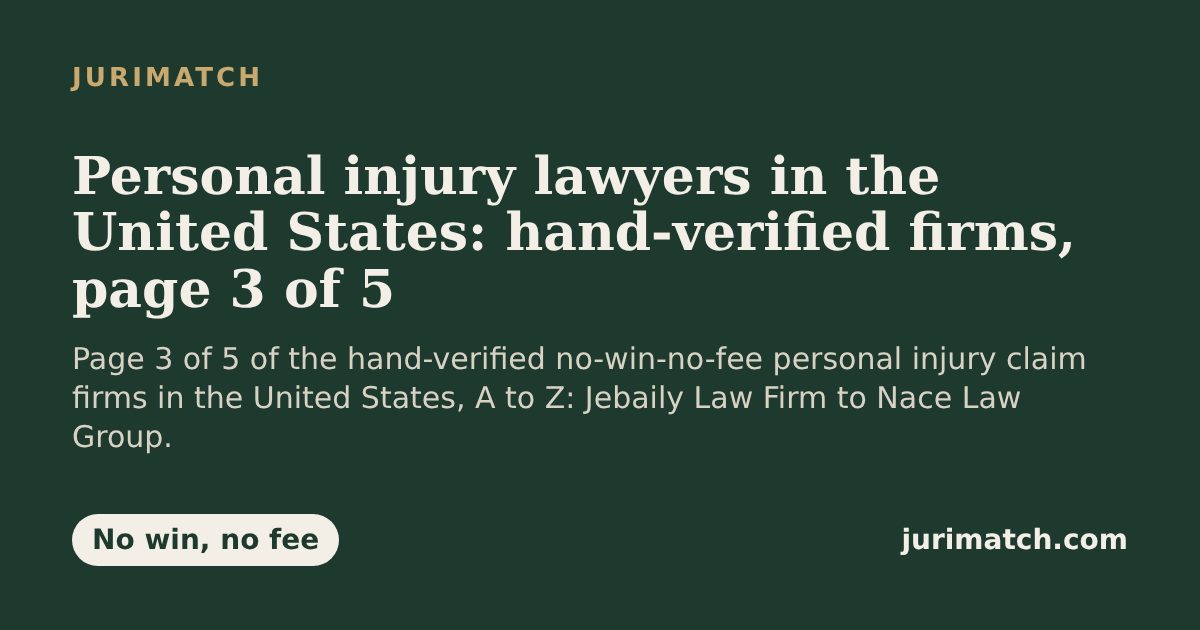 JURIMATCH
Personal injury lawyers in the
United States: hand-verified firms,
page 3 of 5
Page 3 of 5 of the hand-verified no-win-no-fee personal injury claim
firms in the United States, A to Z: Jebaily Law Firm to Nace Law
Group.
No win, no fee
jurimatch.com